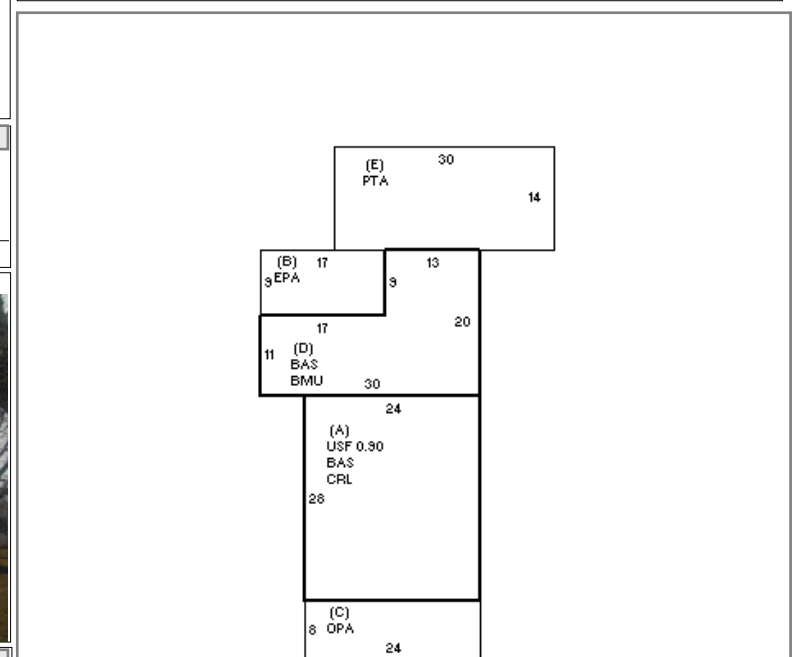 (E)
PTA
30
14
(B)
EPA
17
9
13
9
20
17
11
(D)
BAS
BMU
30
24
(A)
USF 0.90
BAS
CRL
28
(C)
OPA
8
24